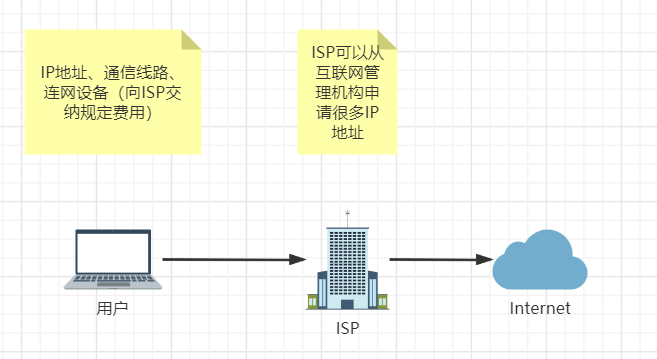 IP地址、通信线路、
连网设备（向ISP交
纳规定费用）
ISP可以从
互联网管
理机构申
请很多IP
地址
用户
ISP
Internet